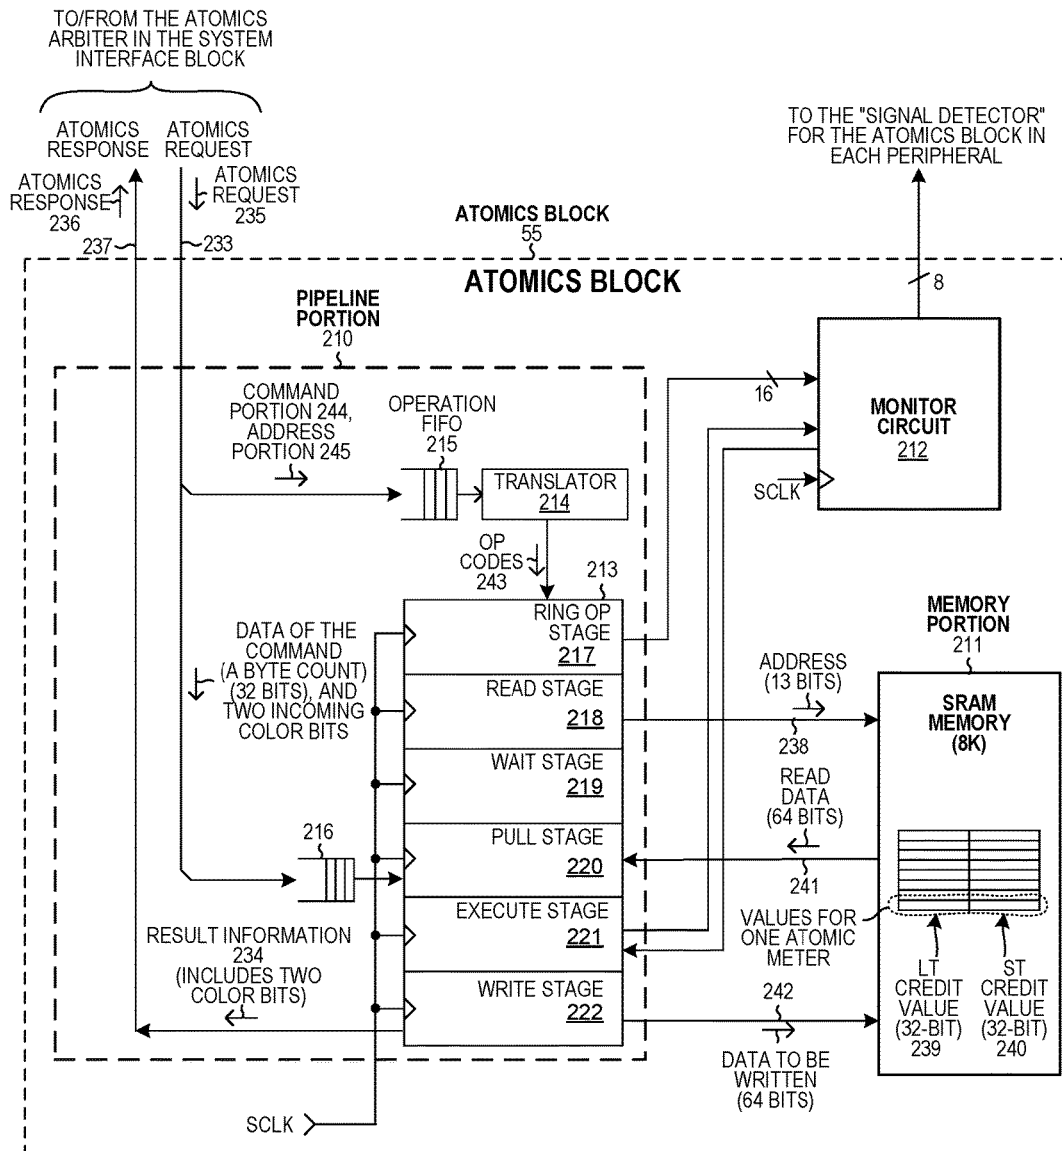 TO/FROM THE ATOMICS
ARBITER IN THE SYSTEM
INTERFACE BLOCK
ATOMICS
RESPONSE
ATOMICS
REQUEST
ATOMICS
RESPONSE
236
ATOMICS
REQUEST
235
237
233
TO THE "SIGNAL DETECTOR"
FOR THE ATOMICS BLOCK IN
EACH PERIPHERAL
ATOMICS BLOCK
55
ATOMICS BLOCK
8
PIPELINE
PORTION
210
COMMAND
PORTION 244,
ADDRESS
PORTION 245
OPERATION
FIFO
215
TRANSLATOR
214
OP
CODES
243
16
MONITOR
CIRCUIT
212
SCLK
213
RING OP
STAGE
217
DATA OF THE
COMMAND
(A BYTE COUNT)
(32 BITS), AND
TWO INCOMING
COLOR BITS
READ STAGE
218
WAIT STAGE
219
216
PULL STAGE
220
EXECUTE STAGE
221
WRITE STAGE
222
RESULT INFORMATION
234
(INCLUDES TWO
COLOR BITS)
SCLK
MEMORY
PORTION
211
ADDRESS
(13 BITS)
238
READ
DATA
(64 BITS)
241
SRAM
MEMORY
(8K)
VALUES FOR
ONE ATOMIC
METER
LT
CREDIT
VALUE
(32-BIT)
239
ST
CREDIT
VALUE
(32-BIT)
240
242
DATA TO BE
WRITTEN
(64 BITS)